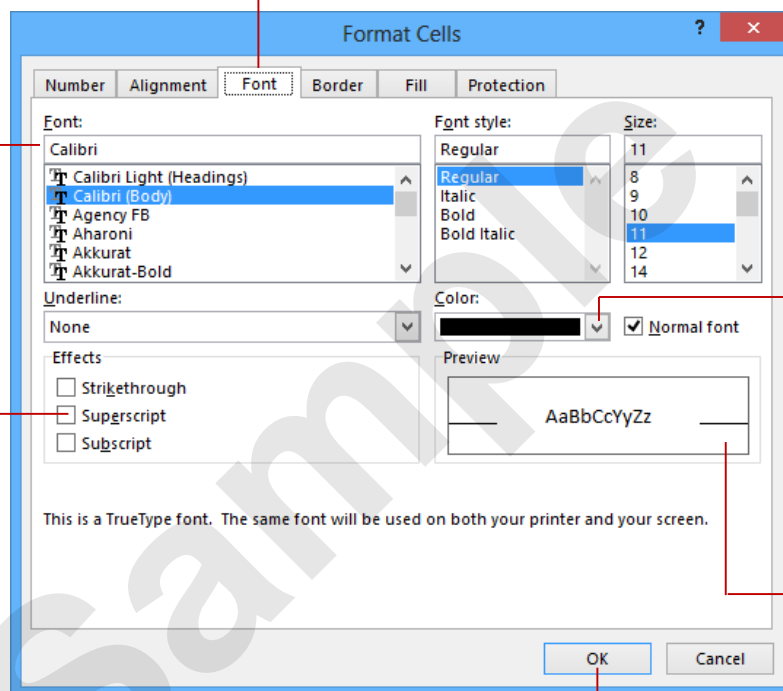 Format Cells
?
Number Alignment Font Border Fill Protection
Font: Font style: Size:
Calibri Regular 11
Calibri Light (Headings) Regular 8
Calibri (Body) Italic 9
Agency FB Bold 10
Aharoni Bold Italic 11
Akkurat 12
Akkurat-Bold 14
Underline: Color:
None Normal font
Effects Preview
Strikethrough
Superscript AaBbCcYyZz
Subscript
This is a TrueType font. The same font will be used on both your printer and your screen.
OK Cancel
Sample